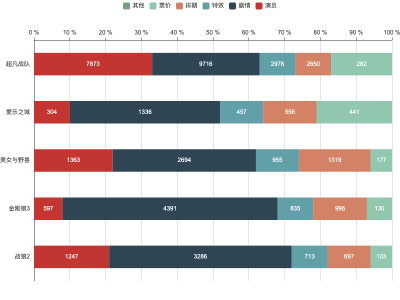 其他 票价 排期 特效 剧情 演员
0 % 10 % 20 % 30 % 40 % 50 % 60 % 70 % 80 % 90 % 100 %
超凡战队 7873 9716 2978 2650 282
爱乐之城 304 1336 457 556 441
美女与野兽 1363 2694 955 1319 177
金刚狼3 597 4391 835 996 130
战狼2 1247 3286 713 697 103